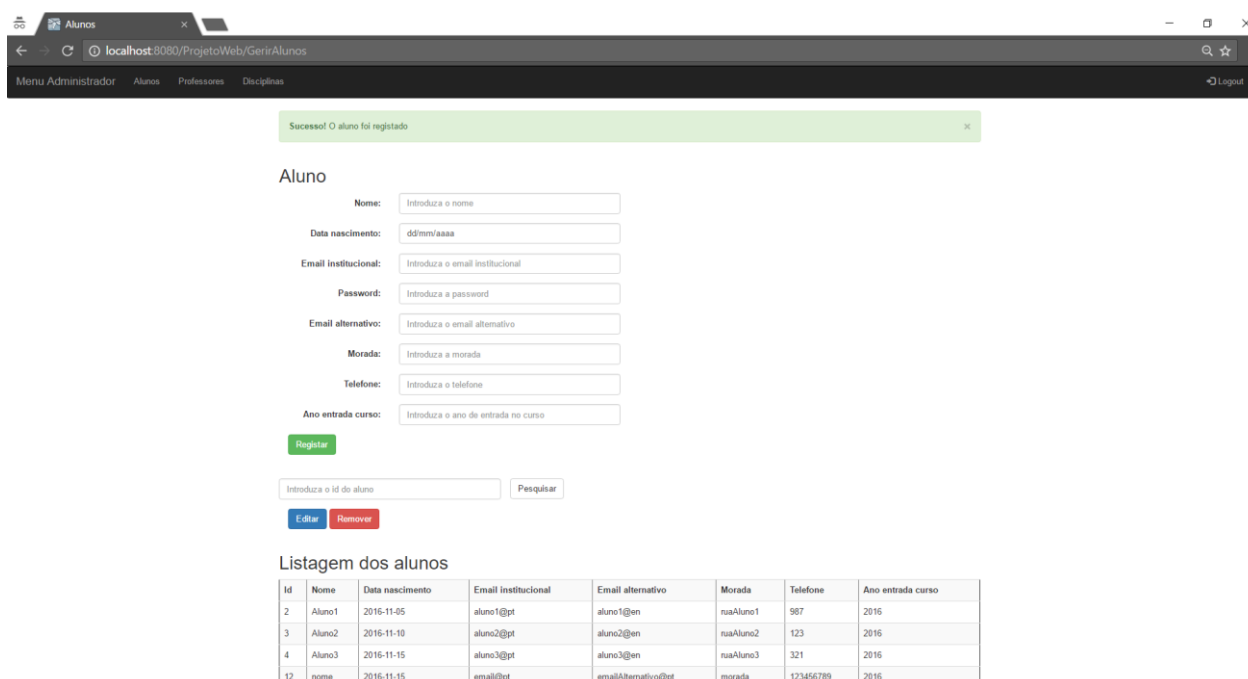 Alunos
localhost:8080/ProjetoWeb/GerirAlunos
Menu Administrador Alunos Professores Disciplinas Logout
Sucesso! O aluno foi registado ×
Aluno
Nome: Introduza o nome
Data nascimento: dd/mm/aaaa
Email institucional: Introduza o email institucional
Password: Introduza a password
Email alternativo: Introduza o email alternativo
Morada: Introduza a morada
Telefone: Introduza o telefone
Ano entrada curso: Introduza o ano de entrada no curso
Registar
Introduza o id do aluno Pesquisar
Editar Remover
Listagem dos alunos
Id Nome Data nascimento Email institucional Email alternativo Morada Telefone Ano entrada curso
2 Aluno1 2016-11-05 aluno1@pt aluno1@en ruaAluno1 987 2016
3 Aluno2 2016-11-10 aluno2@pt aluno2@en ruaAluno2 123 2016
4 Aluno3 2016-11-15 aluno3@pt aluno3@en ruaAluno3 321 2016
12 nome 2016-11-15 email@pt emailAlternativo@pt morada 123456789 2016